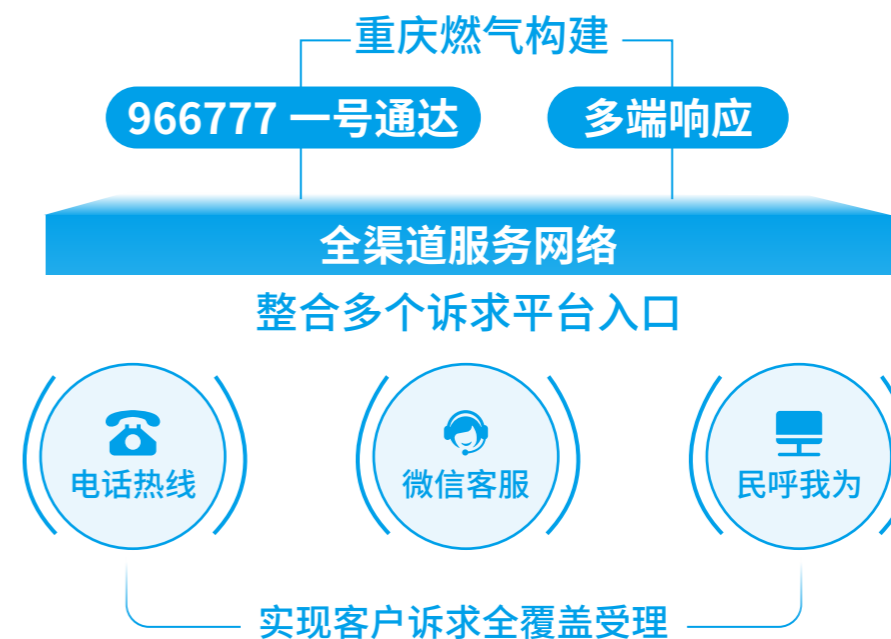 重庆燃气构建
966777 一号通达
多端响应
全渠道服务网络
整合多个诉求平台入口
电话热线
微信客服
民呼我为
实现客户诉求全覆盖受理